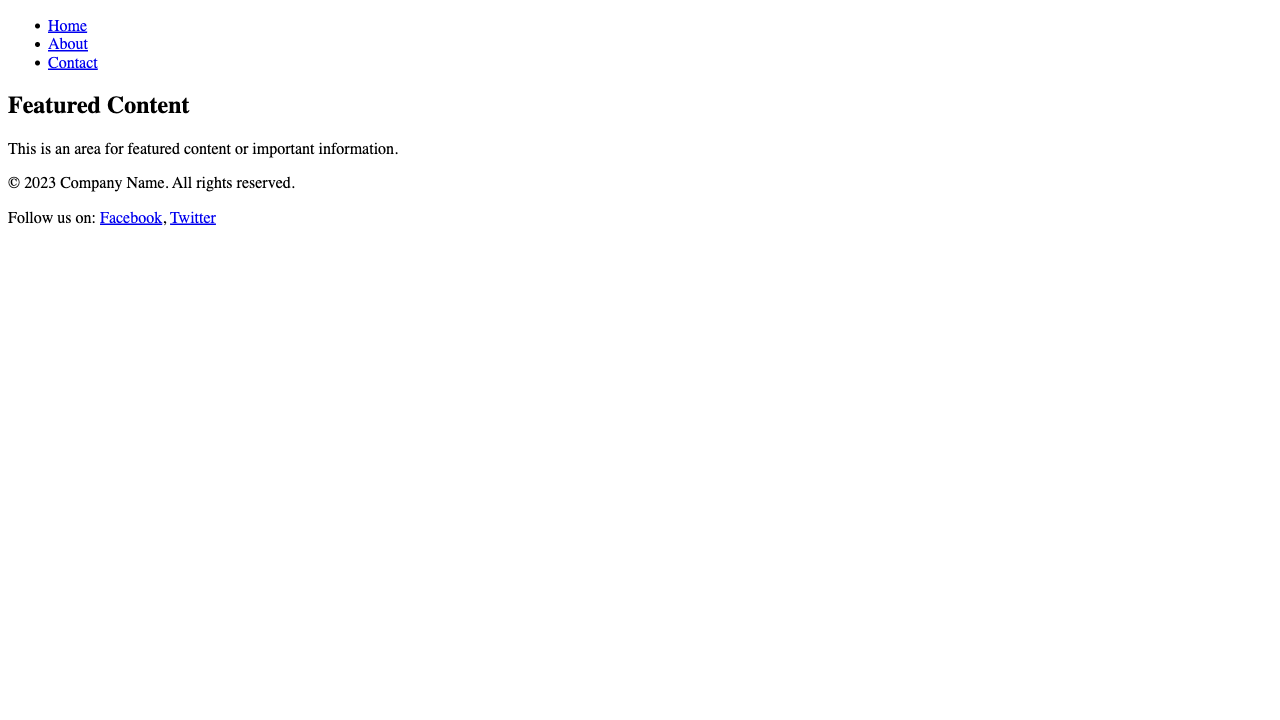 Home
About
Contact
Featured Content
This is an area for featured content or important information.
© 2023 Company Name. All rights reserved.
Follow us on: Facebook, Twitter